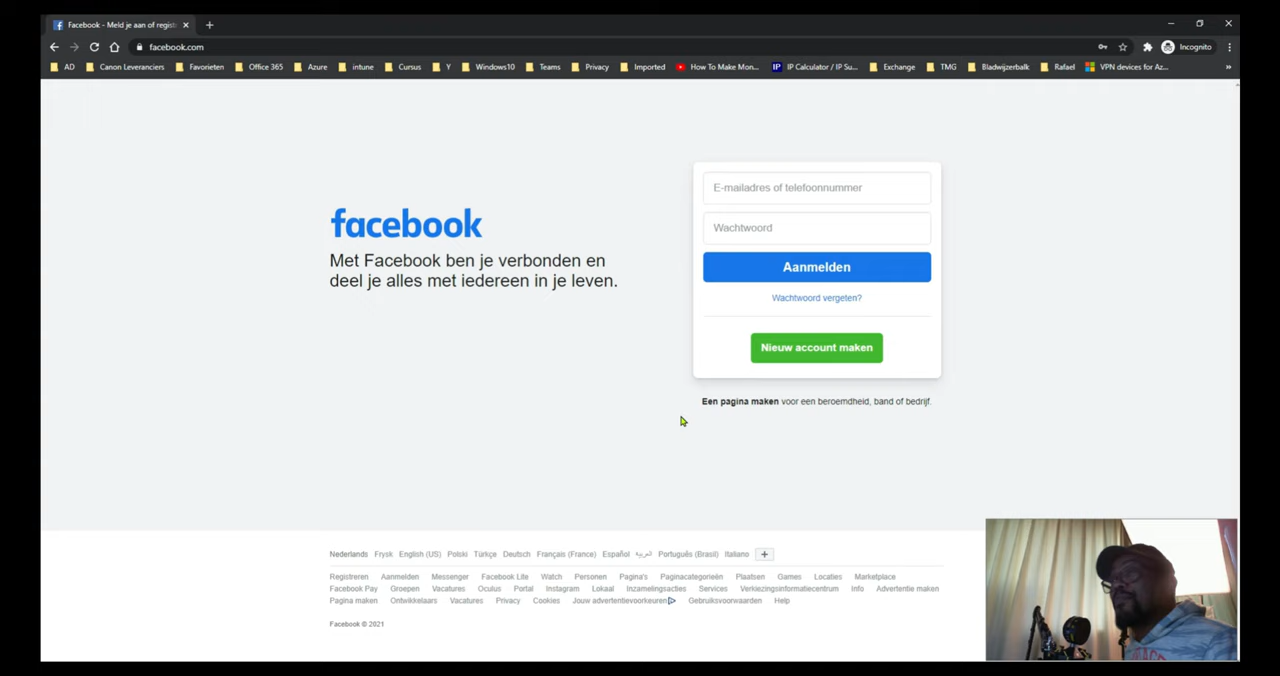 Facebook - Meld je aan of regist
facebook.com
Incognito
AD Canon Leveranciers Favorieten Office 365 Azure intune Cursus Y Windows10 Teams Privacy Imported How To Make Mon... IP Calculator / IP Su... Exchange TMG Bladwijzerbalk Rafael VPN devices for Az... »
facebook
Met Facebook ben je verbonden en
deel je alles met iedereen in je leven.
E-mailadres of telefoonnummer
Wachtwoord
Aanmelden
Wachtwoord vergeten?
Nieuw account maken
Een pagina maken voor een beroemdheid, band of bedrijf.
Nederlands Frysk English (US) Polski Türkçe Deutsch Français (France) Español العربية Português (Brasil) Italiano +
Registreren Aanmelden Messenger Facebook Lite Watch Personen Pagina's Paginacategorieën Plaatsen Games Locaties Marketplace
Facebook Pay Groepen Vacatures Oculus Portal Instagram Lokaal Inzamelingsacties Services Verkiezingsinformatiecentrum Info Advertentie maken
Pagina maken Ontwikkelaars Vacatures Privacy Cookies Jouw advertentievoorkeuren Gebruiksvoorwaarden Help
Facebook © 2021